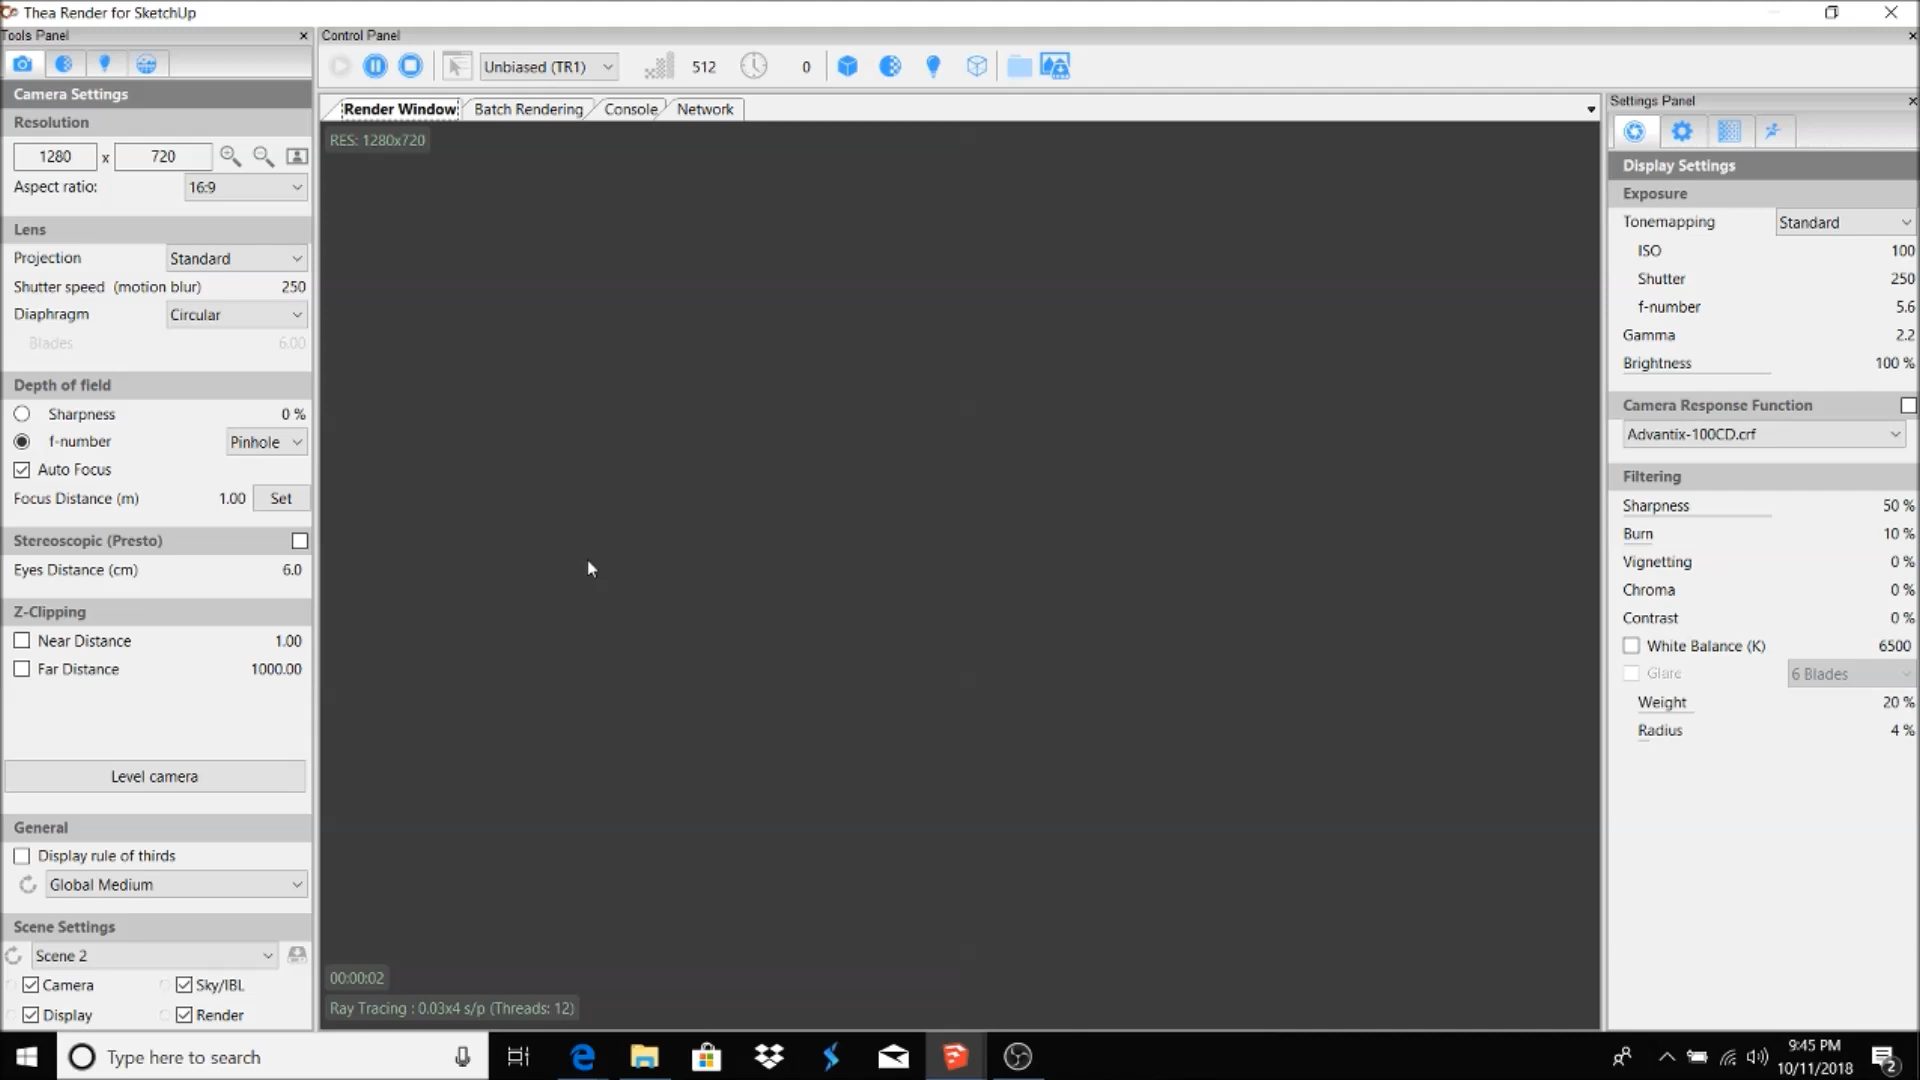 Thea Render for SketchUp
Tools Panel
Control Panel
Unbiased (TR1)
512
0
Camera Settings
Resolution
1280 x 720
Aspect ratio: 16:9
Lens
Projection Standard
Shutter speed (motion blur) 250
Diaphragm Circular
Blades 6.00
Depth of field
Sharpness 0 %
f-number Pinhole
Auto Focus
Focus Distance (m) 1.00 Set
Stereoscopic (Presto)
Eyes Distance (cm) 6.0
Z-Clipping
Near Distance 1.00
Far Distance 1000.00
Level camera
General
Display rule of thirds
Global Medium
Scene Settings
Scene 2
Camera Sky/IBL
Display Render
Render Window Batch Rendering Console Network
RES: 1280x720
00:00:02
Ray Tracing : 0.03x4 s/p (Threads: 12)
Settings Panel
Display Settings
Exposure
Tonemapping Standard
ISO 100
Shutter 250
f-number 5.6
Gamma 2.2
Brightness 100 %
Camera Response Function
Advantix-100CD.crf
Filtering
Sharpness 50 %
Burn 10 %
Vignetting 0 %
Chroma 0 %
Contrast 0 %
White Balance (K) 6500
Glare 6 Blades
Weight 20 %
Radius 4 %
Type here to search
9:45 PM
10/11/2018
2